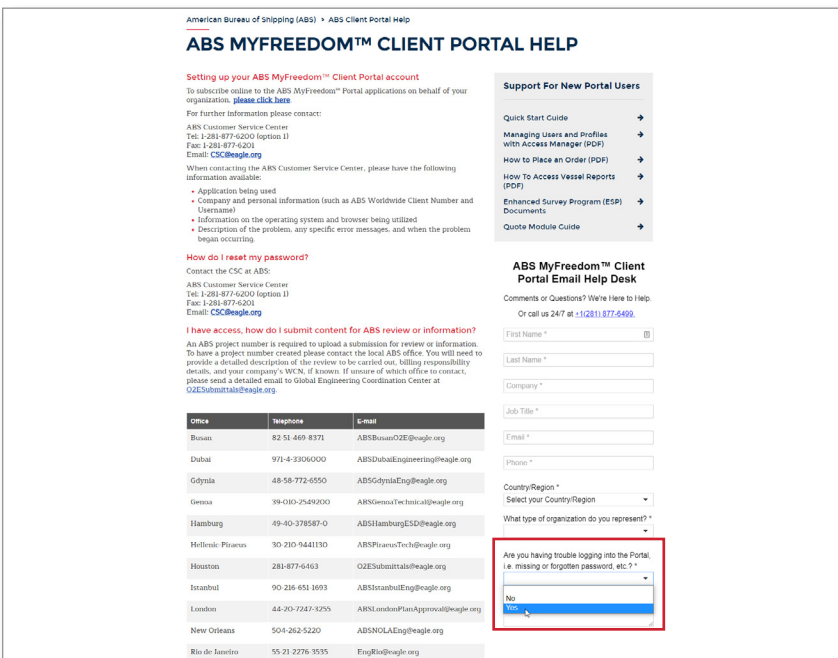 American Bureau of Shipping (ABS) > ABS Client Portal Help
ABS MYFREEDOM™ CLIENT PORTAL HELP
Setting up your ABS MyFreedom™ Client Portal account
To subscribe online to the ABS MyFreedom™ Portal applications on behalf of your
organization, please click here.
For further information please contact:
ABS Customer Service Center
Tel: 1-281-877-6200 (option 1)
Fax: 1-281-877-6201
Email: CSC@eagle.org
When contacting the ABS Customer Service Center, please have the following
information available:
• Application being used
• Company and personal information (such as ABS Worldwide Client Number and
Username)
• Information on the operating system and browser being utilized
• Description of the problem, any specific error messages, and when the problem
began occurring.
How do I reset my password?
Contact the CSC at ABS:
ABS Customer Service Center
Tel: 1-281-877-6200 (option 1)
Fax: 1-281-877-6201
Email: CSC@eagle.org
I have access, how do I submit content for ABS review or information?
An ABS project number is required to upload a submission for review or information.
To have a project number created please contact the local ABS office. You will need to
provide a detailed description of the review to be carried out, billing responsibility
details, and your company's WCN, if known. If unsure of which office to contact,
please send a detailed email to Global Engineering Coordination Center at
O2ESubmittals@eagle.org.
Office Telephone E-mail
Busan 82-51-469-8371 ABSBusanO2E@eagle.org
Dubai 971-4-3306000 ABSDubaiEngineering@eagle.org
Gdynia 48-58-772-6550 ABSGdyniaEng@eagle.org
Genoa 39-010-2549200 ABSGenoaTechnical@eagle.org
Hamburg 49-40-378587-0 ABSHamburgESD@eagle.org
Hellenic-Piraeus 30-210-9441130 ABSPiraeusTech@eagle.org
Houston 281-877-6463 O2ESubmittals@eagle.org
Istanbul 90-216-651-1693 ABSIstanbulEng@eagle.org
London 44-20-7247-3255 ABSLondonPlanApproval@eagle.org
New Orleans 504-262-5220 ABSNOLAEng@eagle.org
Rio de Janeiro 55-21-2276-3535 EngRio@eagle.org
Support For New Portal Users
Quick Start Guide
Managing Users and Profiles
with Access Manager (PDF)
How to Place an Order (PDF)
How To Access Vessel Reports
(PDF)
Enhanced Survey Program (ESP)
Documents
Quote Module Guide
ABS MyFreedom™ Client
Portal Email Help Desk
Comments or Questions? We're Here to Help.
Or call us 24/7 at +1(281) 877-6499.
First Name *
Last Name *
Company *
Job Title *
Email *
Phone *
Country/Region *
Select your Country/Region
What type of organization do you represent? *
Are you having trouble logging into the Portal,
i.e. missing or forgotten password, etc.? *
No
Yes